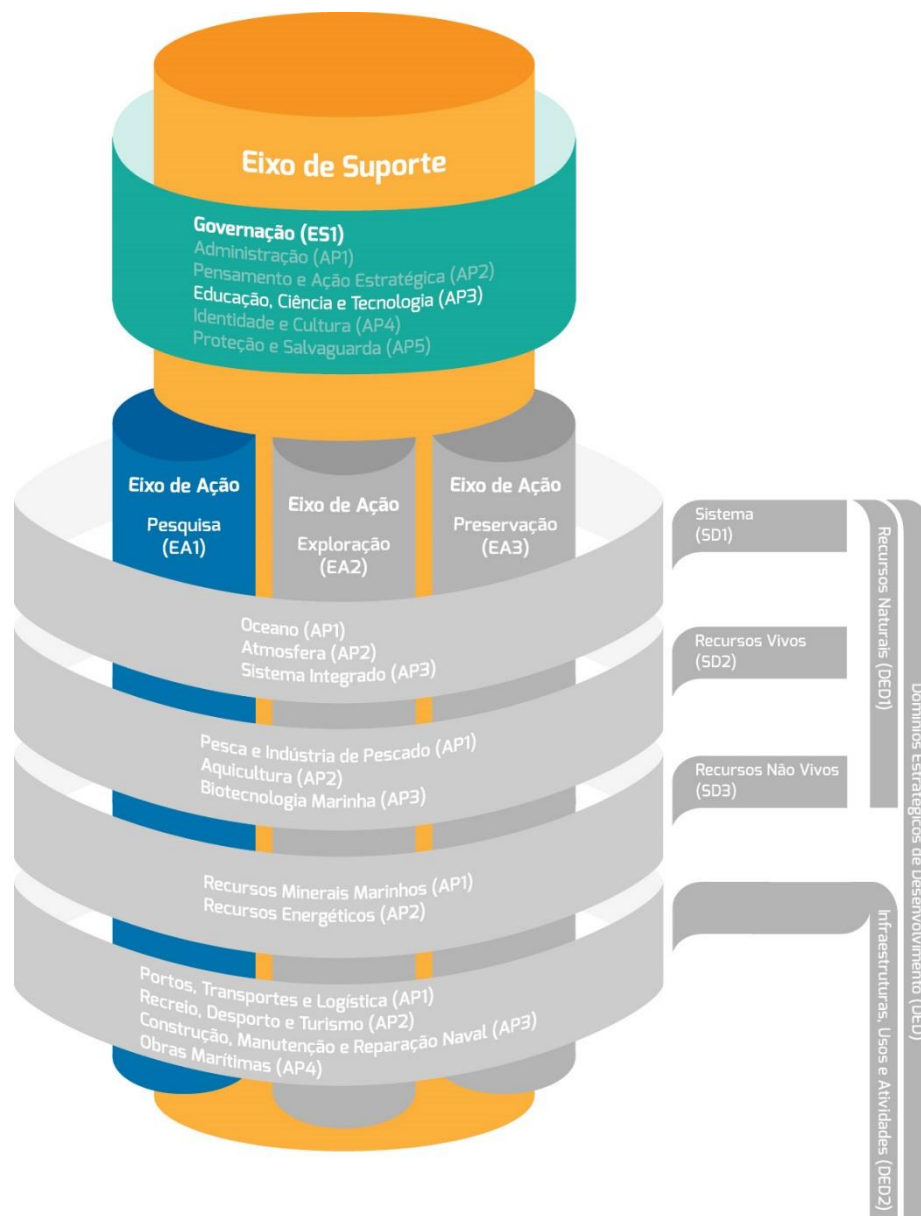 Eixo de Suporte
Governação (ES1)
Administração (AP1)
Pensamento e Ação Estratégica (AP2)
Educação, Ciência e Tecnologia (AP3)
Identidade e Cultura (AP4)
Proteção e Salvaguarda (AP5)
Eixo de Ação
Pesquisa
(EA1)
Eixo de Ação
Exploração
(EA2)
Eixo de Ação
Preservação
(EA3)
Oceano (AP1)
Atmosfera (AP2)
Sistema Integrado (AP3)
Pesca e Indústria de Pescado (AP1)
Aquicultura (AP2)
Biotecnologia Marinha (AP3)
Recursos Minerais Marinhos (AP1)
Recursos Energéticos (AP2)
Portos, Transportes e Logística (AP1)
Recreio, Desporto e Turismo (AP2)
Construção, Manutenção e Reparação Naval (AP3)
Obras Marítimas (AP4)
Sistema
(SD1)
Recursos Vivos
(SD2)
Recursos Não Vivos
(SD3)
Recursos Naturais (DED1)
Infraestruturas, Usos e Atividades (DED2)
Domínios Estratégicos de Desenvolvimento (DED)